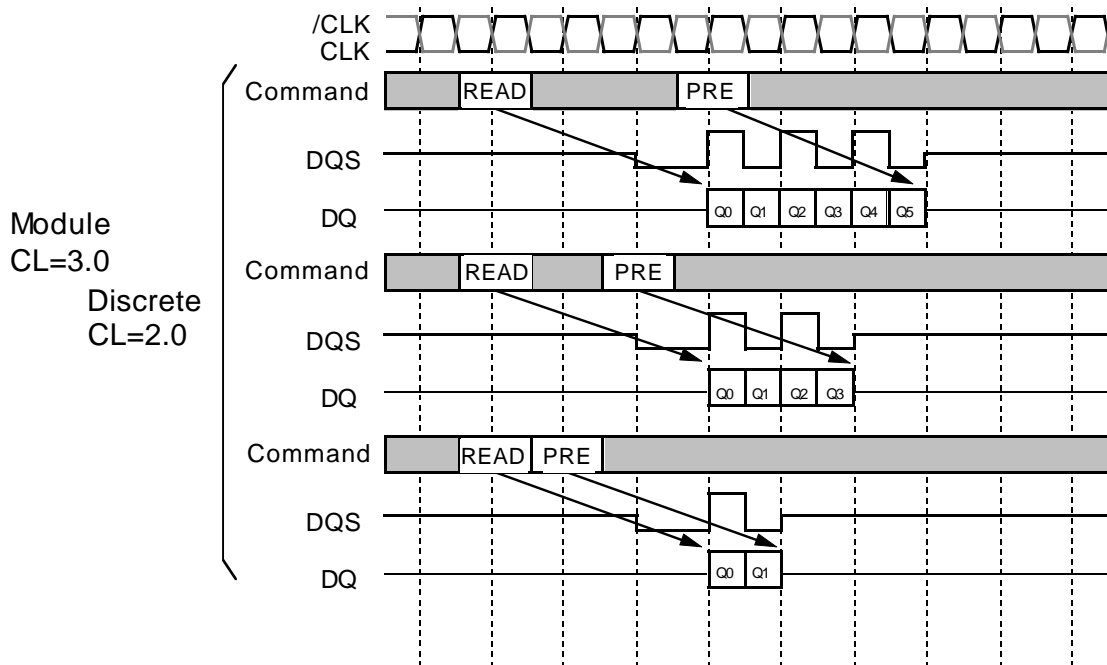 /CLK
CLK
Command READ PRE
DQS
DQ Q0 Q1 Q2 Q3 Q4 Q5
Module
CL=3.0
Discrete
CL=2.0
Command READ PRE
DQS
DQ Q0 Q1 Q2 Q3
Command READ PRE
DQS
DQ Q0 Q1